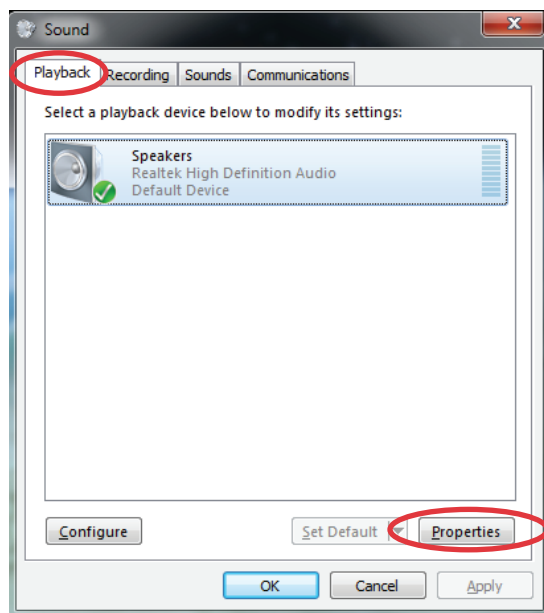 Sound
Playback Recording Sounds Communications
Select a playback device below to modify its settings:
Speakers
Realtek High Definition Audio
Default Device
Configure Set Default Properties
OK Cancel Apply